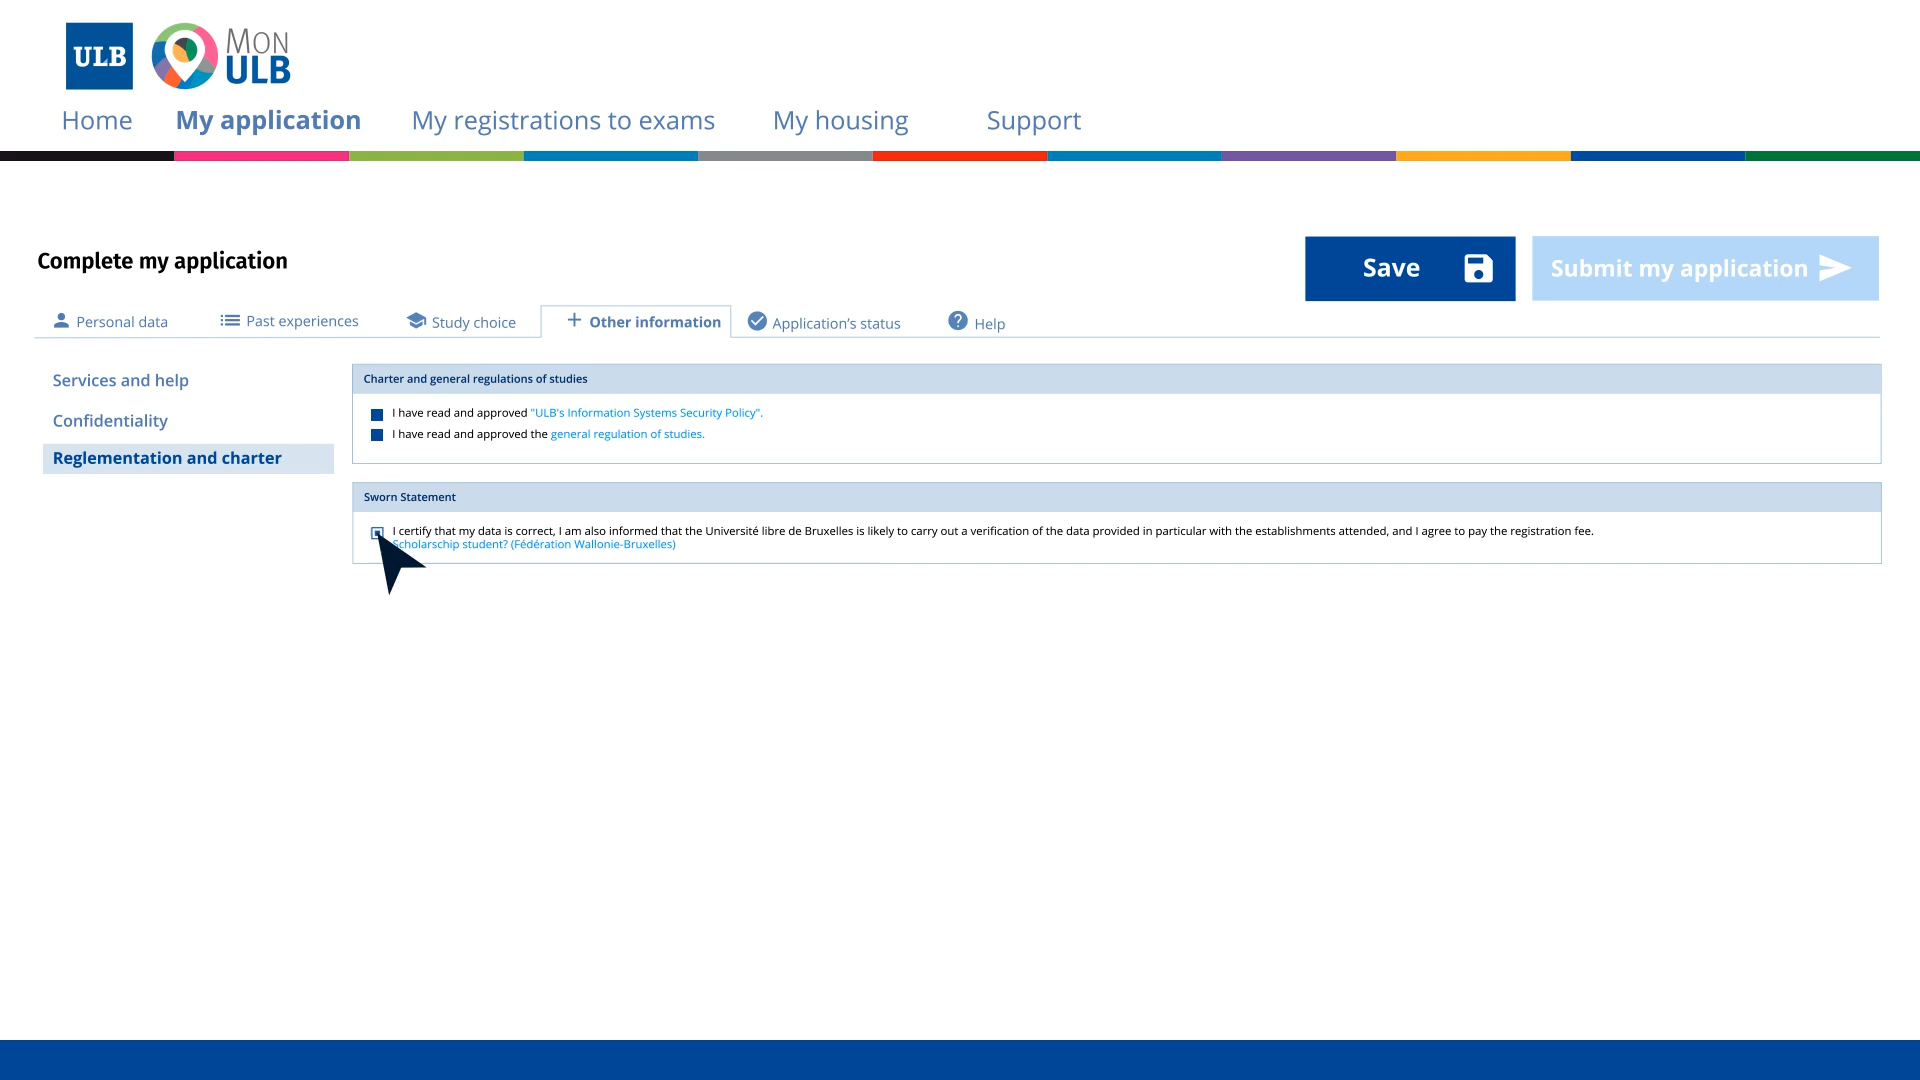 ULB
MON
ULB
Home My application My registrations to exams My housing Support
Complete my application
Save
Submit my application
Personal data Past experiences Study choice Other information Application's status Help
Services and help
Confidentiality
Reglementation and charter
Charter and general regulations of studies
I have read and approved "ULB's Information Systems Security Policy".
I have read and approved the general regulation of studies.
Sworn Statement
I certify that my data is correct, I am also informed that the Université libre de Bruxelles is likely to carry out a verification of the data provided in particular with the establishments attended, and I agree to pay the registration fee.
Scholarschip student? (Fédération Wallonie-Bruxelles)